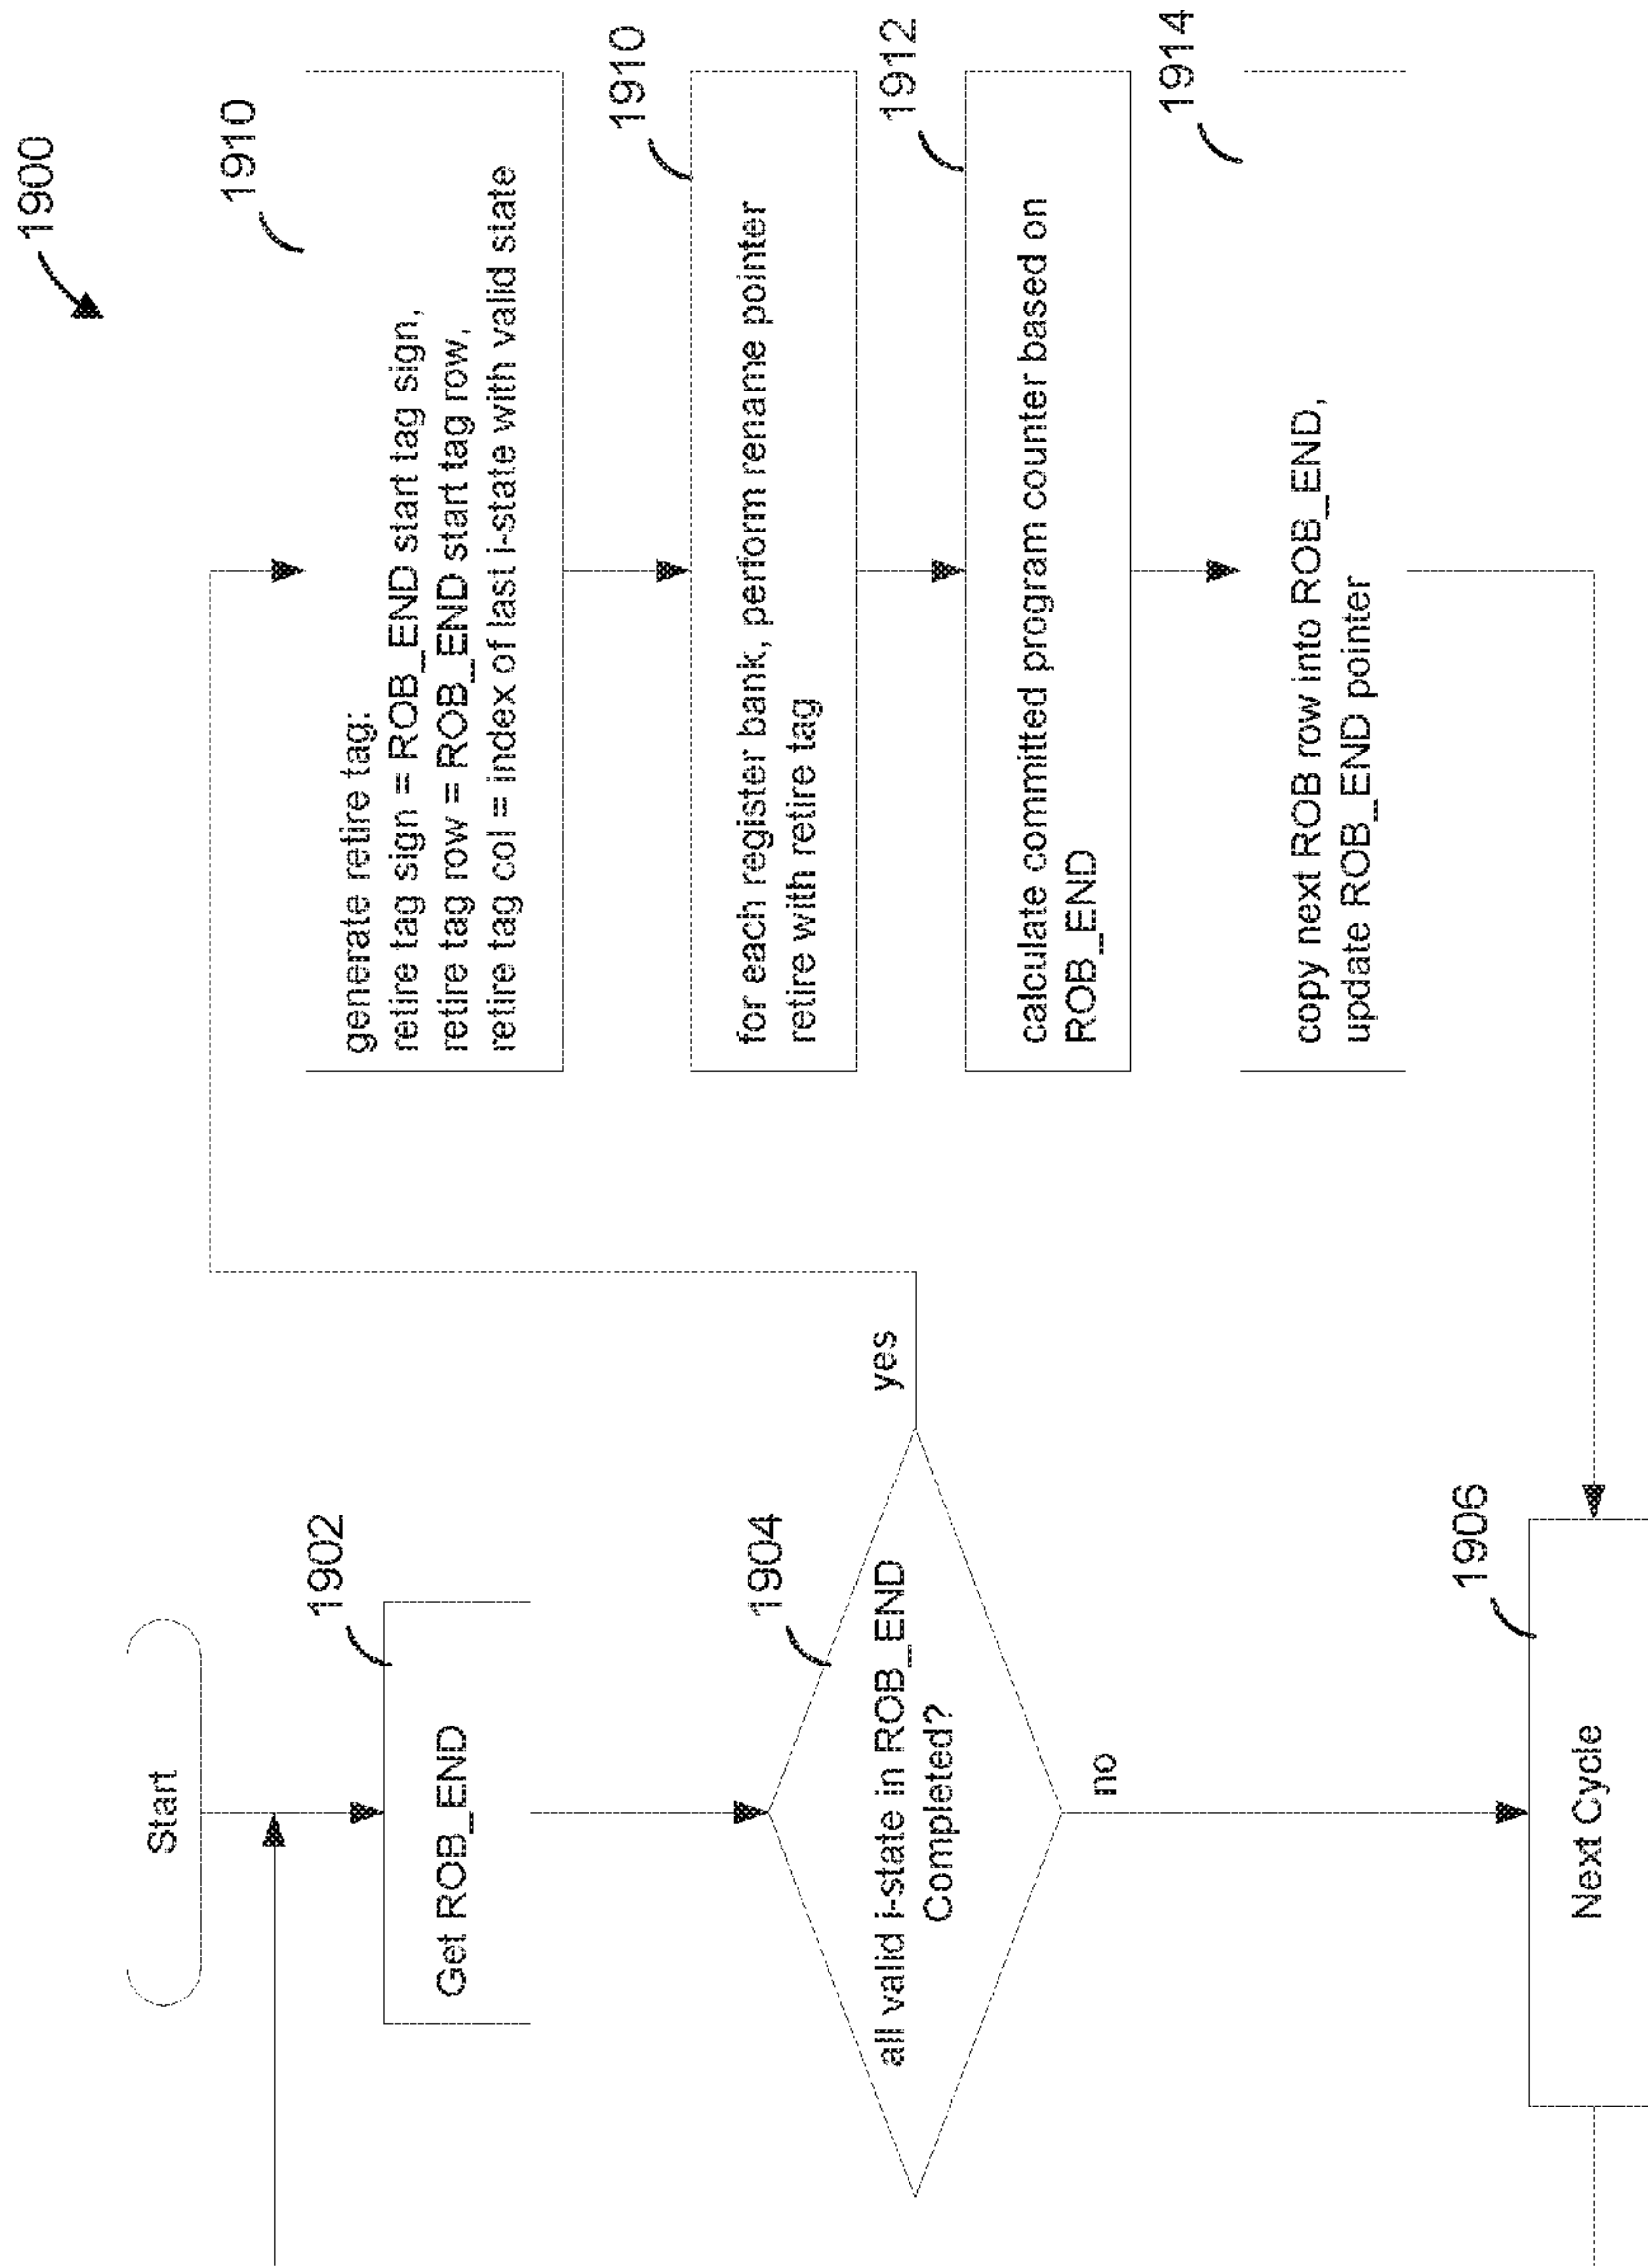 1900
Start
1902
Get ROB_END
1904
all valid i-state in ROB_END
Completed?
yes
no
1906
Next Cycle
1910
generate retire tag:
retire tag sign = ROB_END start tag sign,
retire tag row = ROB_END start tag row,
retire tag col = index of last i-state with valid state
1910
for each register bank, perform rename pointer
retire with retire tag
1912
calculate committed program counter based on
ROB_END
1914
copy next ROB row into ROB_END,
update ROB_END pointer